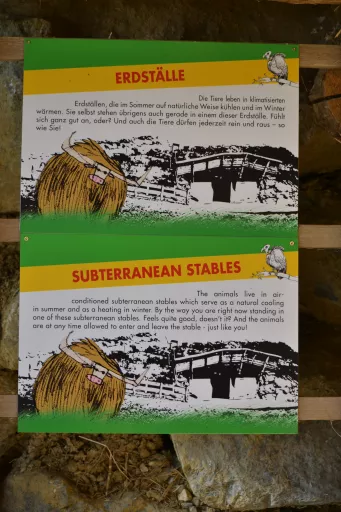 ERDSTÄLLE
Die Tiere leben in klimatisierten
Erdställen, die im Sommer auf natürliche Weise kühlen und im Winter
wärmen. Sie selbst stehen übrigens auch gerade in einem dieser Erdställe. Fühlt
sich ganz gut an, oder? Und auch die Tiere dürfen jederzeit rein und raus – so
wie Sie!
SUBTERRANEAN STABLES
The animals live in air-
conditioned subterranean stables which serve as a natural cooling
in summer and as a heating in winter. By the way you are right now standing in
one of these subterranean stables. Feels quite good, doesn't it? And the animals
are at any time allowed to enter and leave the stable - just like you!